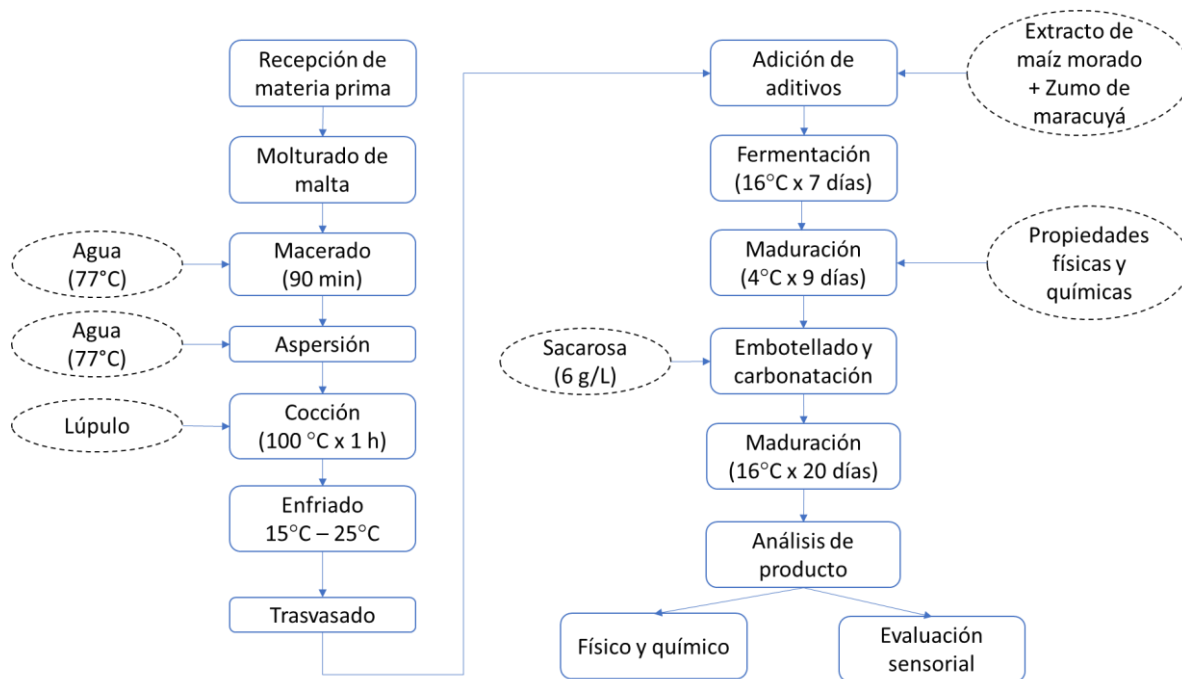 Recepción de
materia prima
Molturado de
malta
Agua
(77°C)
Macerado
(90 min)
Agua
(77°C)
Aspersión
Lúpulo
Cocción
(100 °C x 1 h)
Enfriado
15°C – 25°C
Trasvasado
Adición de
aditivos
Extracto de
maíz morado
+ Zumo de
maracuyá
Fermentación
(16°C x 7 días)
Maduración
(4°C x 9 días)
Propiedades
físicas y
químicas
Sacarosa
(6 g/L)
Embotellado y
carbonatación
Maduración
(16°C x 20 días)
Análisis de
producto
Físico y químico
Evaluación
sensorial